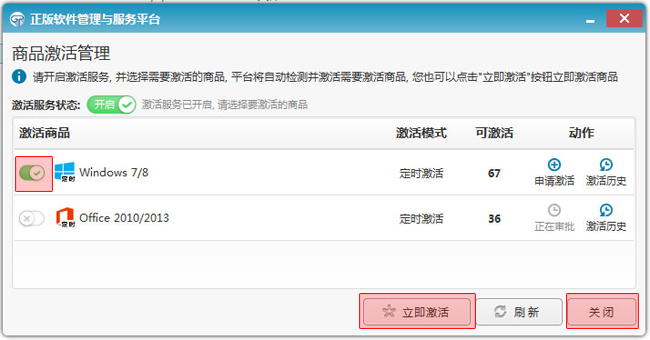 正版软件管理与服务平台
商品激活管理
请开启激活服务, 并选择需要激活的商品, 平台将自动检测并激活需要激活商品, 您也可以点击"立即激活"按钮立即激活商品
激活服务状态: 开启 激活服务已开启, 请选择要激活的商品
激活商品 激活模式 可激活 动作
定时 Windows 7/8 定时激活 67 申请激活 激活历史
定时 Office 2010/2013 定时激活 36 正在审批 激活历史
立即激活 刷新 关闭